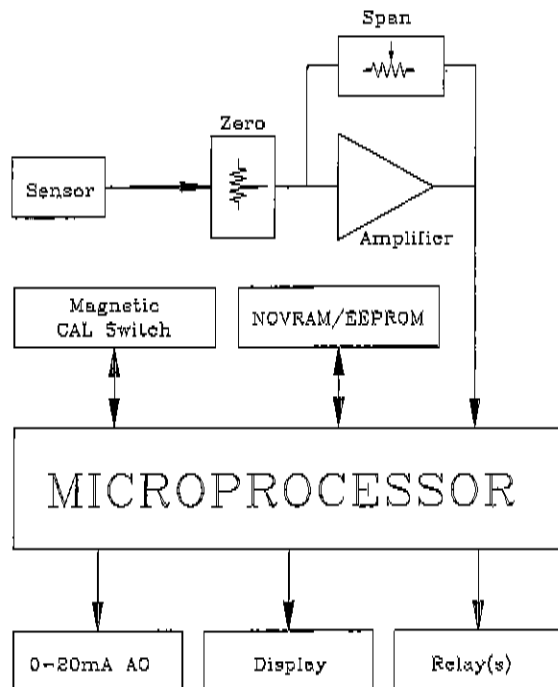 Span
Zero
Sensor
Amplifier
Magnetic
CAL Switch
NOVRAM/EEPROM
MICROPROCESSOR
0-20mA AO
Display
Relay(s)